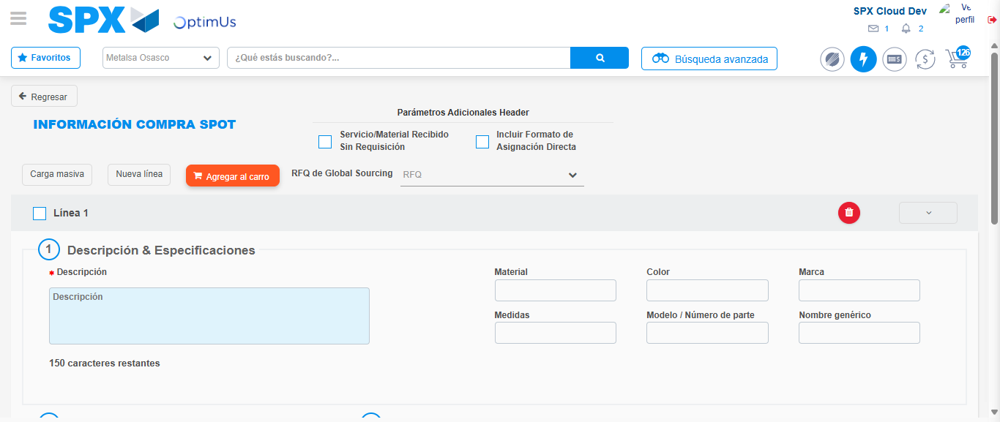 SPX OptimUs
SPX Cloud Dev
Ve
perfil
1 2
Favoritos
Metalsa Osasco
¿Qué estás buscando?...
Búsqueda avanzada
126
Regresar
INFORMACIÓN COMPRA SPOT
Parámetros Adicionales Header
Servicio/Material Recibido
Sin Requisición
Incluir Formato de
Asignación Directa
Carga masiva
Nueva línea
Agregar al carro
RFQ de Global Sourcing
RFQ
Línea 1
1 Descripción & Especificaciones
* Descripción
Descripción
150 caracteres restantes
Material
Color
Marca
Medidas
Modelo / Número de parte
Nombre genérico